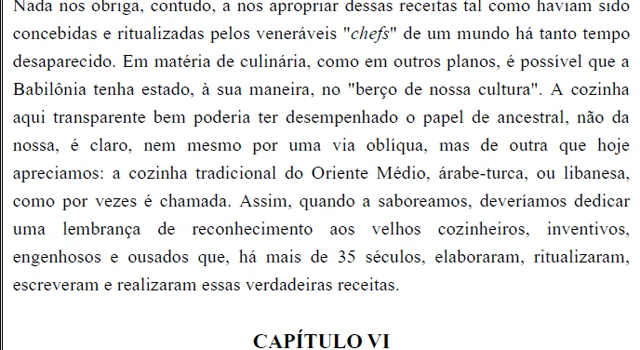 Nada nos obriga, contudo, a nos apropriar dessas receitas tal como haviam sido
concebidas e ritualizadas pelos veneráveis "chefs" de um mundo há tanto tempo
desaparecido. Em matéria de culinária, como em outros planos, é possível que a
Babilônia tenha estado, à sua maneira, no "berço de nossa cultura". A cozinha
aqui transparente bem poderia ter desempenhado o papel de ancestral, não da
nossa, é claro, nem mesmo por uma via oblíqua, mas de outra que hoje
apreciamos: a cozinha tradicional do Oriente Médio, árabe-turca, ou libanesa,
como por vezes é chamada. Assim, quando a saboreamos, deveríamos dedicar
uma lembrança de reconhecimento aos velhos cozinheiros, inventivos,
engenhosos e ousados que, há mais de 35 séculos, elaboraram, ritualizaram,
escreveram e realizaram essas verdadeiras receitas.
CAPÍTULO VI